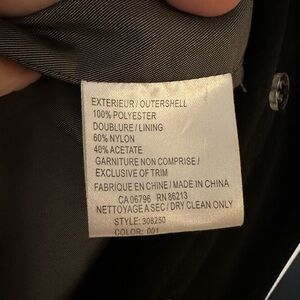 EXTERIEUR / OUTERSHELL
100% POLYESTER
DOUBLURE / LINING
60% NYLON
40% ACETATE
GARNITURE NON COMPRISE /
EXCLUSIVE OF TRIM
FABRIQUE EN CHINE / MADE IN CHINA
CA 06796 RN 86213
NETTOYAGE A SEC / DRY CLEAN ONLY
STYLE: 308250
COLOR: 001